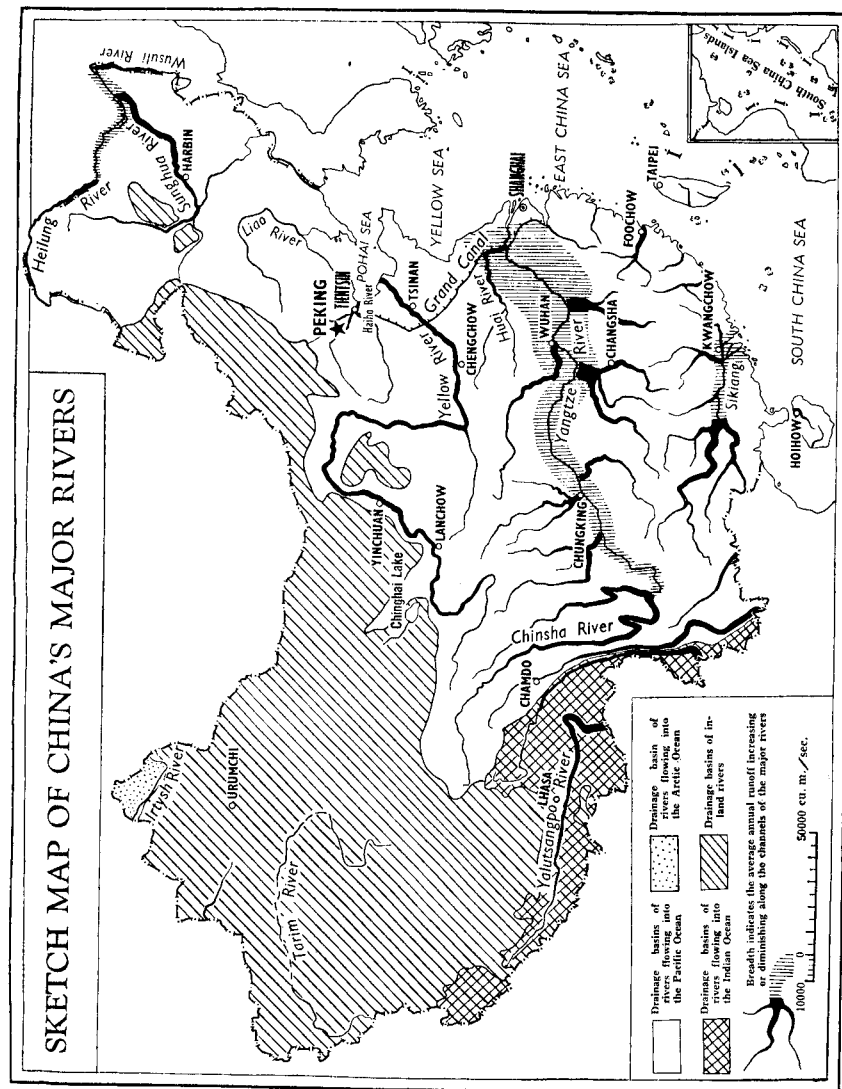 SKETCH MAP OF CHINA'S MAJOR RIVERS
Heilung
River
Wusuli River
Sunghua River
HARBIN
Liao
River
PEKING
TIENTSIN
Haiho River
POHAI SEA
YELLOW SEA
TSINAN
Grand Canal
Yellow River
CHENGCHOW
Huai River
SHANGHAI
EAST CHINA SEA
Irtysh River
URUMCHI
Tarim River
YINCHUAN
LANCHOW
Chinghai Lake
WUHAN
Yangtze River
CHANGSHA
CHUNGKING
Chinsha River
CHAMDO
LHASA
Yalutsangpo River
FOOCHOW
TAIPEI
KWANGCHOW
Sikiang
HOIHOW
SOUTH CHINA SEA
South China Sea Islands
Drainage basins of
rivers flowing into
the Pacific Ocean
Drainage basin of
rivers flowing into
the Arctic Ocean
Drainage basins of
rivers flowing into
the Indian Ocean
Drainage basins of in-
land rivers
Breadth indicates the average annual runoff increasing
or diminishing along the channels of the major rivers
10000 0 50000 cu. m./sec.